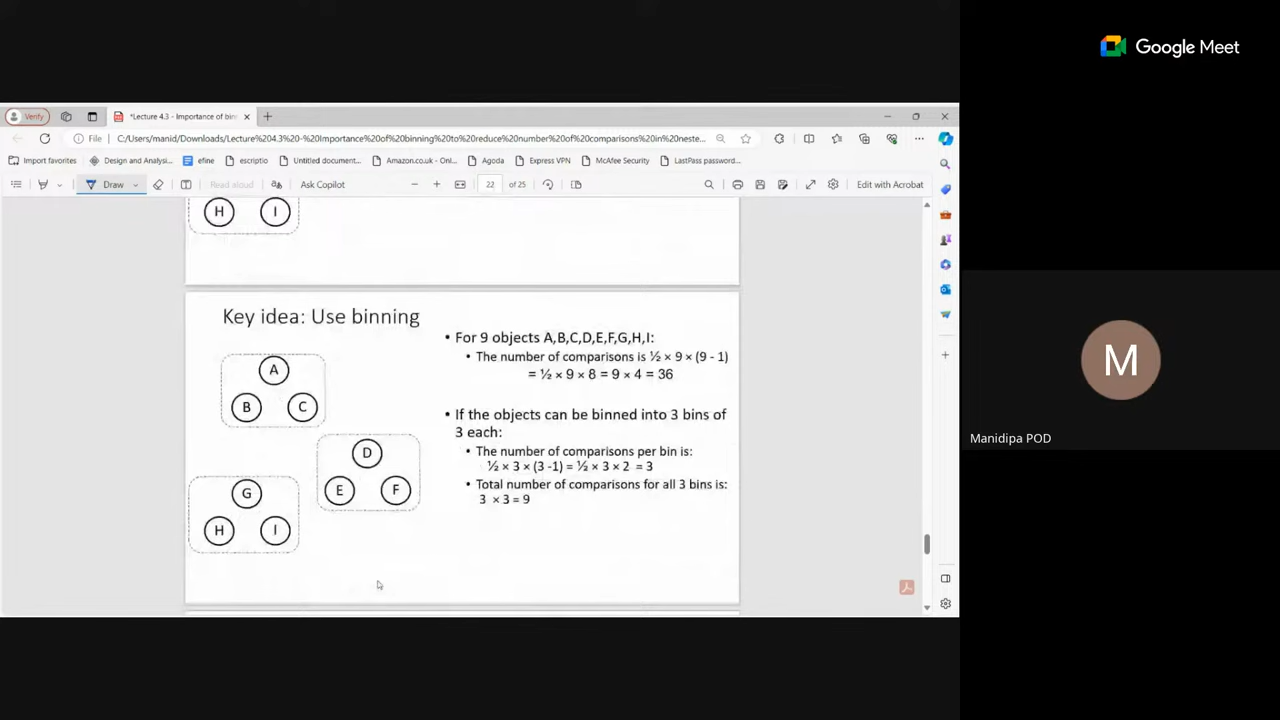 Google Meet
Verify
*Lecture 4.3 - Importance of binn
File
C:/Users/manid/Downloads/Lecture%204.3%20-%20Importance%20of%20binning%20to%20reduce%20number%20of%20comparisons%20in%20neste...
Import favorites
Design and Analysi...
efine
escriptio
Untitled document...
Amazon.co.uk - Onl...
Agoda
Express VPN
McAfee Security
LastPass password...
Draw
Read aloud
Ask Copilot
22
of 25
Edit with Acrobat
H I
Key idea: Use binning
A
B C
D
E F
G
H I
• For 9 objects A,B,C,D,E,F,G,H,I:
• The number of comparisons is ½ × 9 × (9 - 1)
= ½ × 9 × 8 = 9 × 4 = 36
• If the objects can be binned into 3 bins of
3 each:
• The number of comparisons per bin is:
½ × 3 × (3 -1) = ½ × 3 × 2 = 3
• Total number of comparisons for all 3 bins is:
3 × 3 = 9
M
Manidipa POD